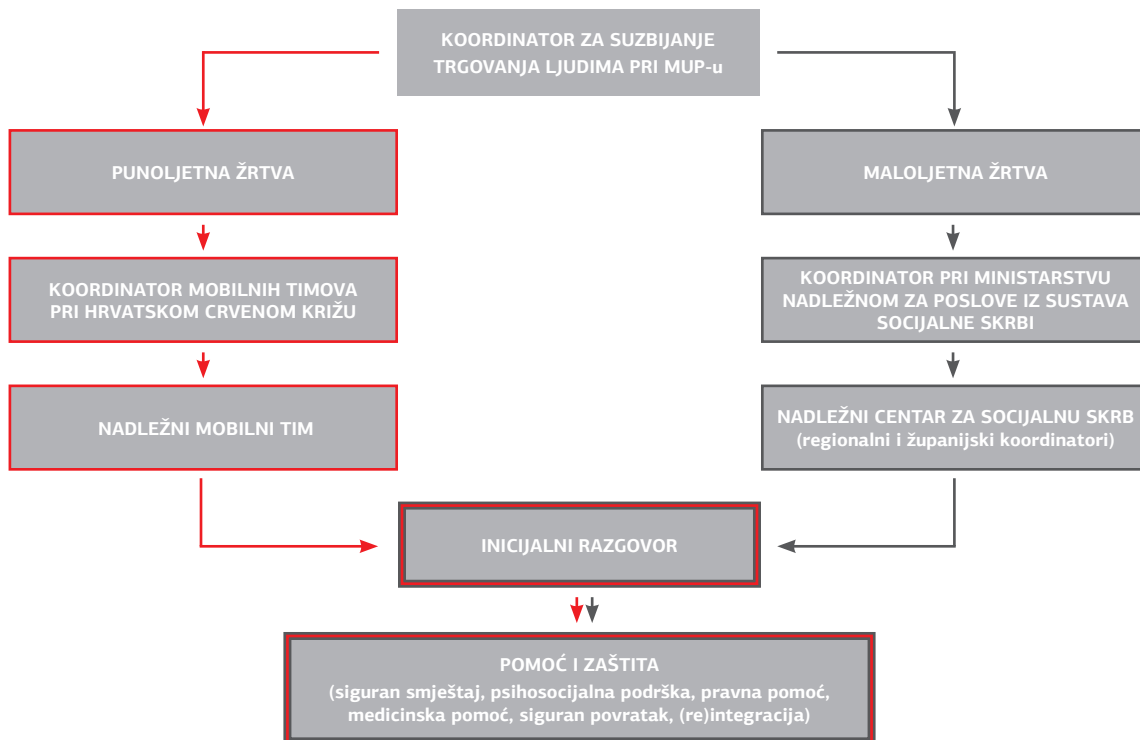 KOORDINATOR ZA SUZBIJANJE
TRGOVANJA LJUDIMA PRI MUP-u
PUNOLJETNA ŽRTVA
MALOLJETNA ŽRTVA
KOORDINATOR MOBILNIH TIMOVA
PRI HRVATSKOM CRVENOM KRIŽU
KOORDINATOR PRI MINISTARSTVU
NADLEŽNOM ZA POSLOVE IZ SUSTAVA
SOCIJALNE SKRBI
NADLEŽNI MOBILNI TIM
NADLEŽNI CENTAR ZA SOCIJALNU SKRB
(regionalni i županijski koordinatori)
INICIJALNI RAZGOVOR
POMOĆ I ZAŠTITA
(siguran smještaj, psihosocijalna podrška, pravna pomoć,
medicinska pomoć, siguran povratak, (re)integracija)